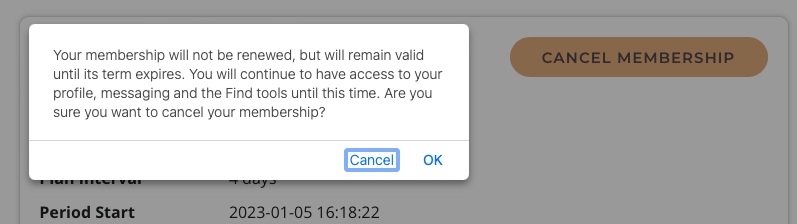 Your membership will not be renewed, but will remain valid
until its term expires. You will continue to have access to your
profile, messaging and the Find tools until this time. Are you
sure you want to cancel your membership?
Cancel OK
CANCEL MEMBERSHIP
Plan Interval 4 days
Period Start 2023-01-05 16:18:22